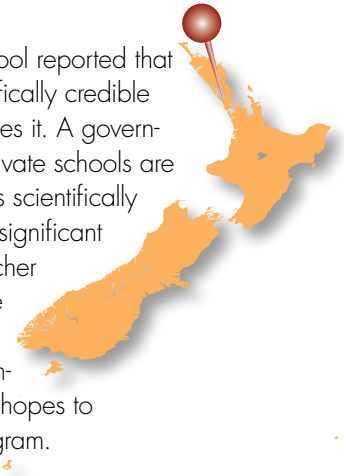 ool reported that
fically credible
es it. A govern-
vate schools are
s scientifically
significant
cher
e
n-
hopes to
gram.